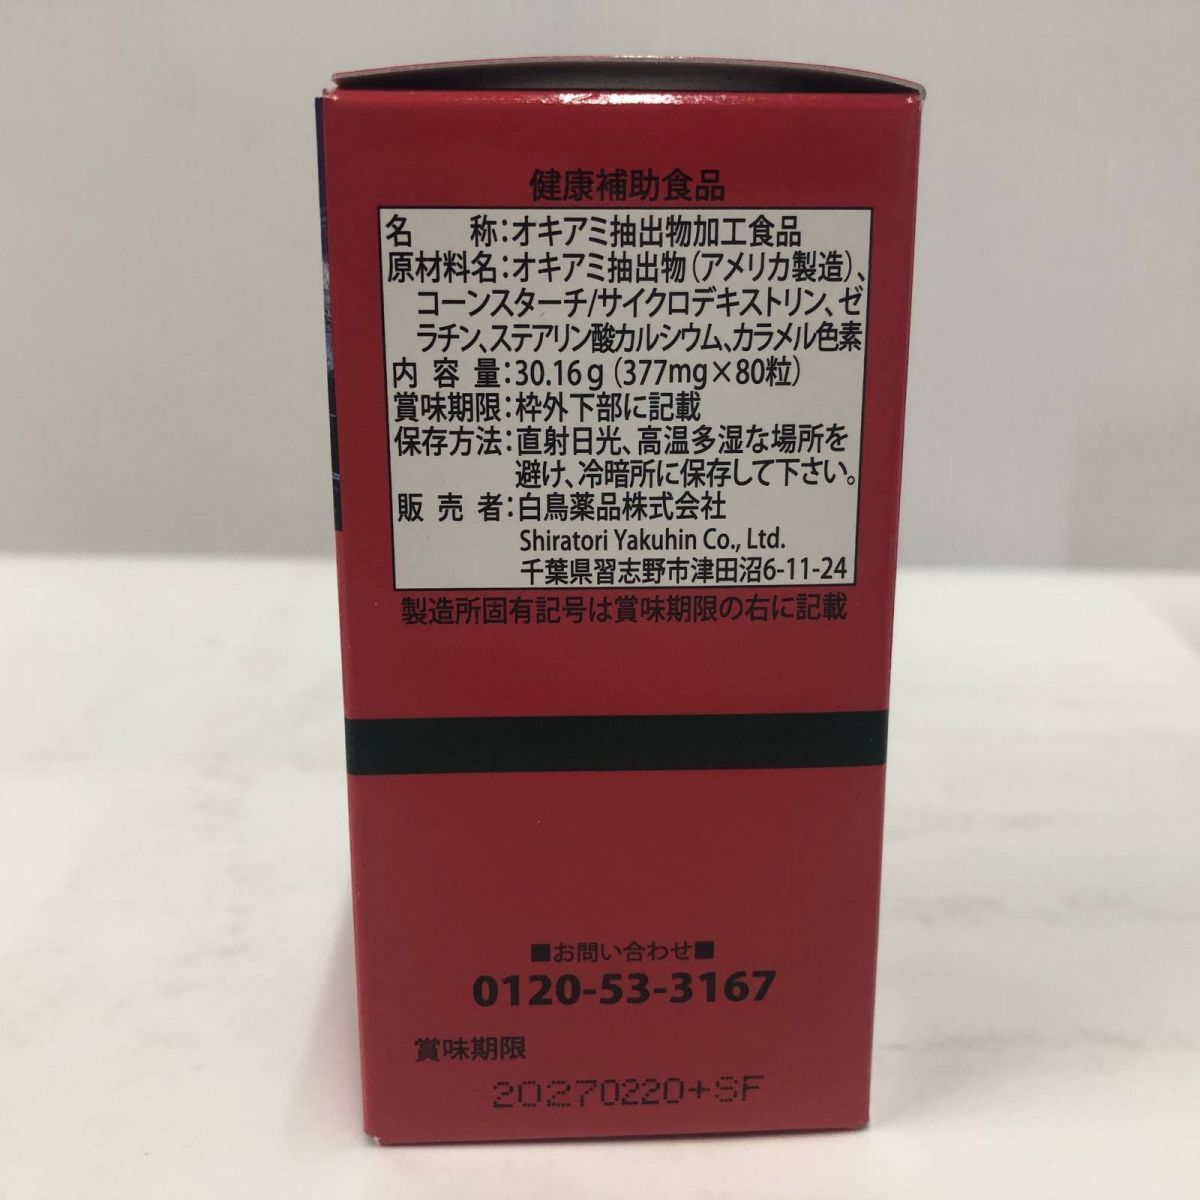 健康補助食品
名称:オキアミ抽出物加工食品
原材料名:オキアミ抽出物(アメリカ製造)、
コーンスターチ/サイクロデキストリン、ゼ
ラチン、ステアリン酸カルシウム、カラメル色素
内容量:30.16g(377mg×80粒)
賞味期限:枠外下部に記載
保存方法:直射日光、高温多湿な場所を
避け、冷暗所に保存して下さい。
販売者:白鳥薬品株式会社
Shiratori Yakuhin Co., Ltd.
千葉県習志野市津田沼6-11-24
製造所固有記号は賞味期限の右に記載
■お問い合わせ■
0120-53-3167
賞味期限
20270220+SF